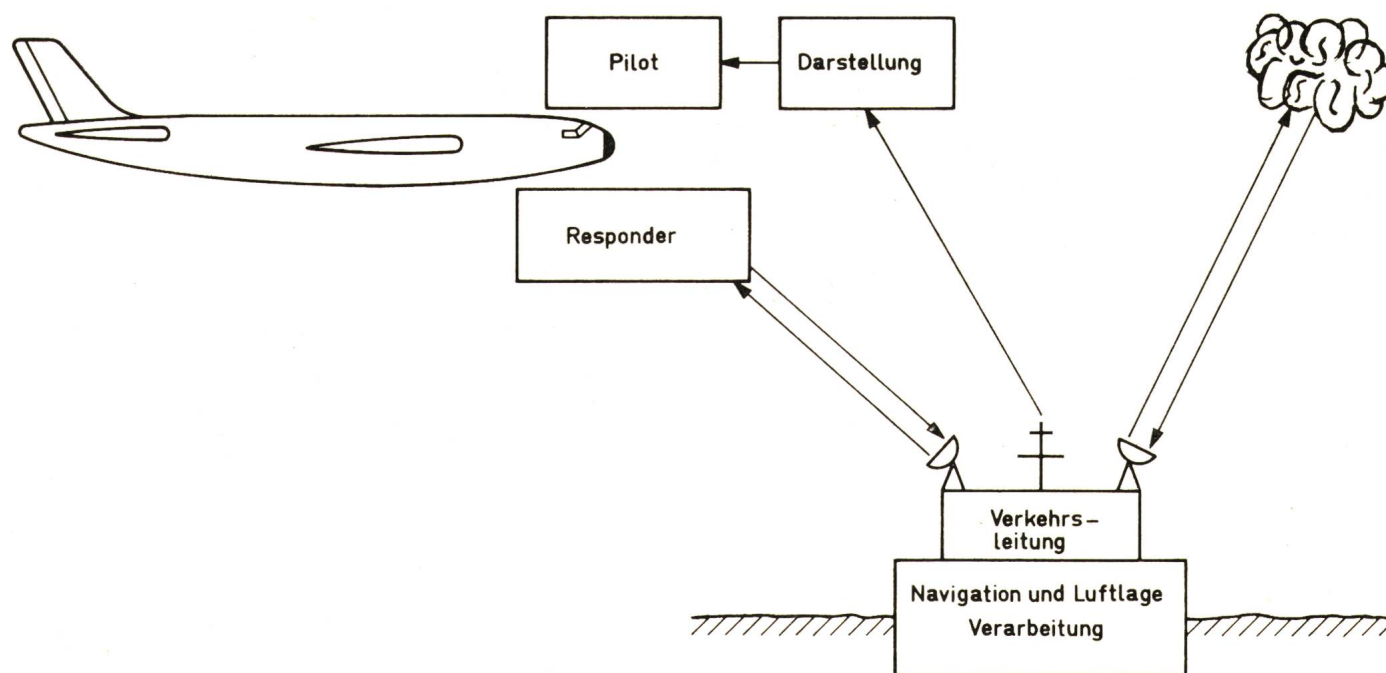 Pilot
Darstellung
Responder
Verkehrs-
leitung
Navigation und Luftlage
Verarbeitung